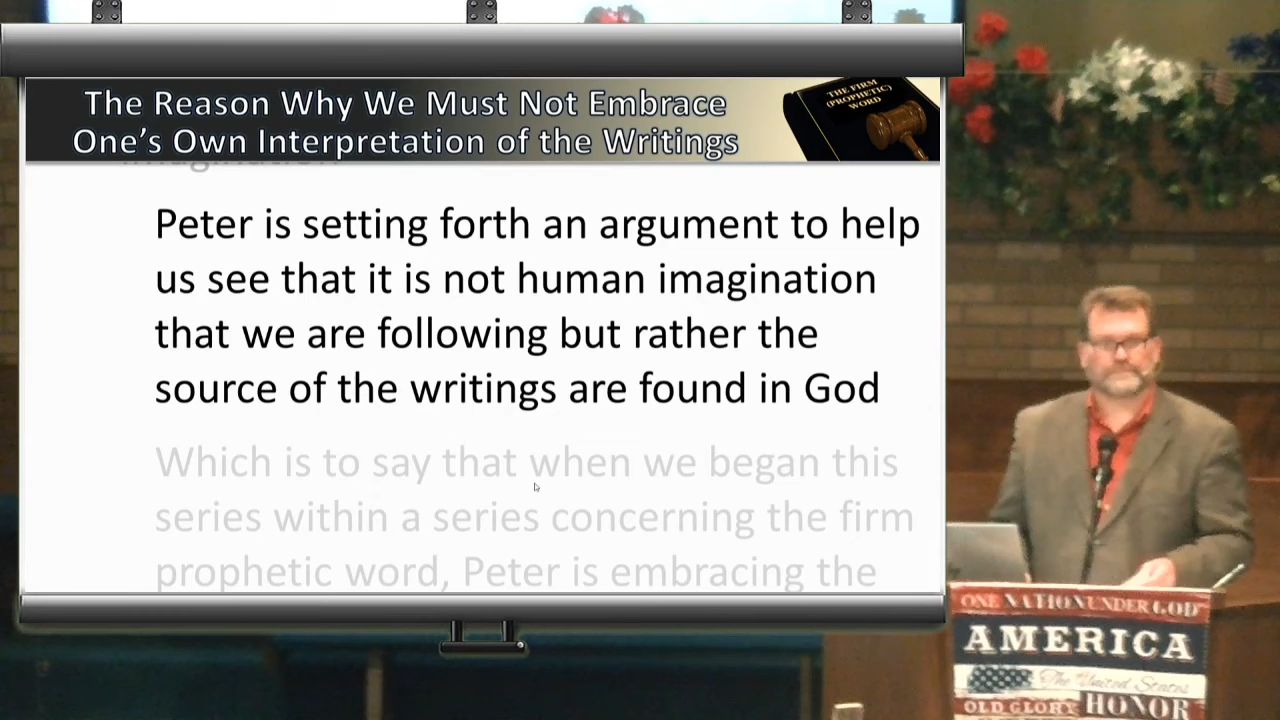 The Reason Why We Must Not Embrace
One's Own Interpretation of the Writings
THE FIRM
(PROPHETIC)
WORD
imagination
Peter is setting forth an argument to help
us see that it is not human imagination
that we are following but rather the
source of the writings are found in God
Which is to say that when we began this
series within a series concerning the firm
prophetic word, Peter is embracing the
ONE NATION UNDER GOD
AMERICA
The United States
OLD GLORY HONOR